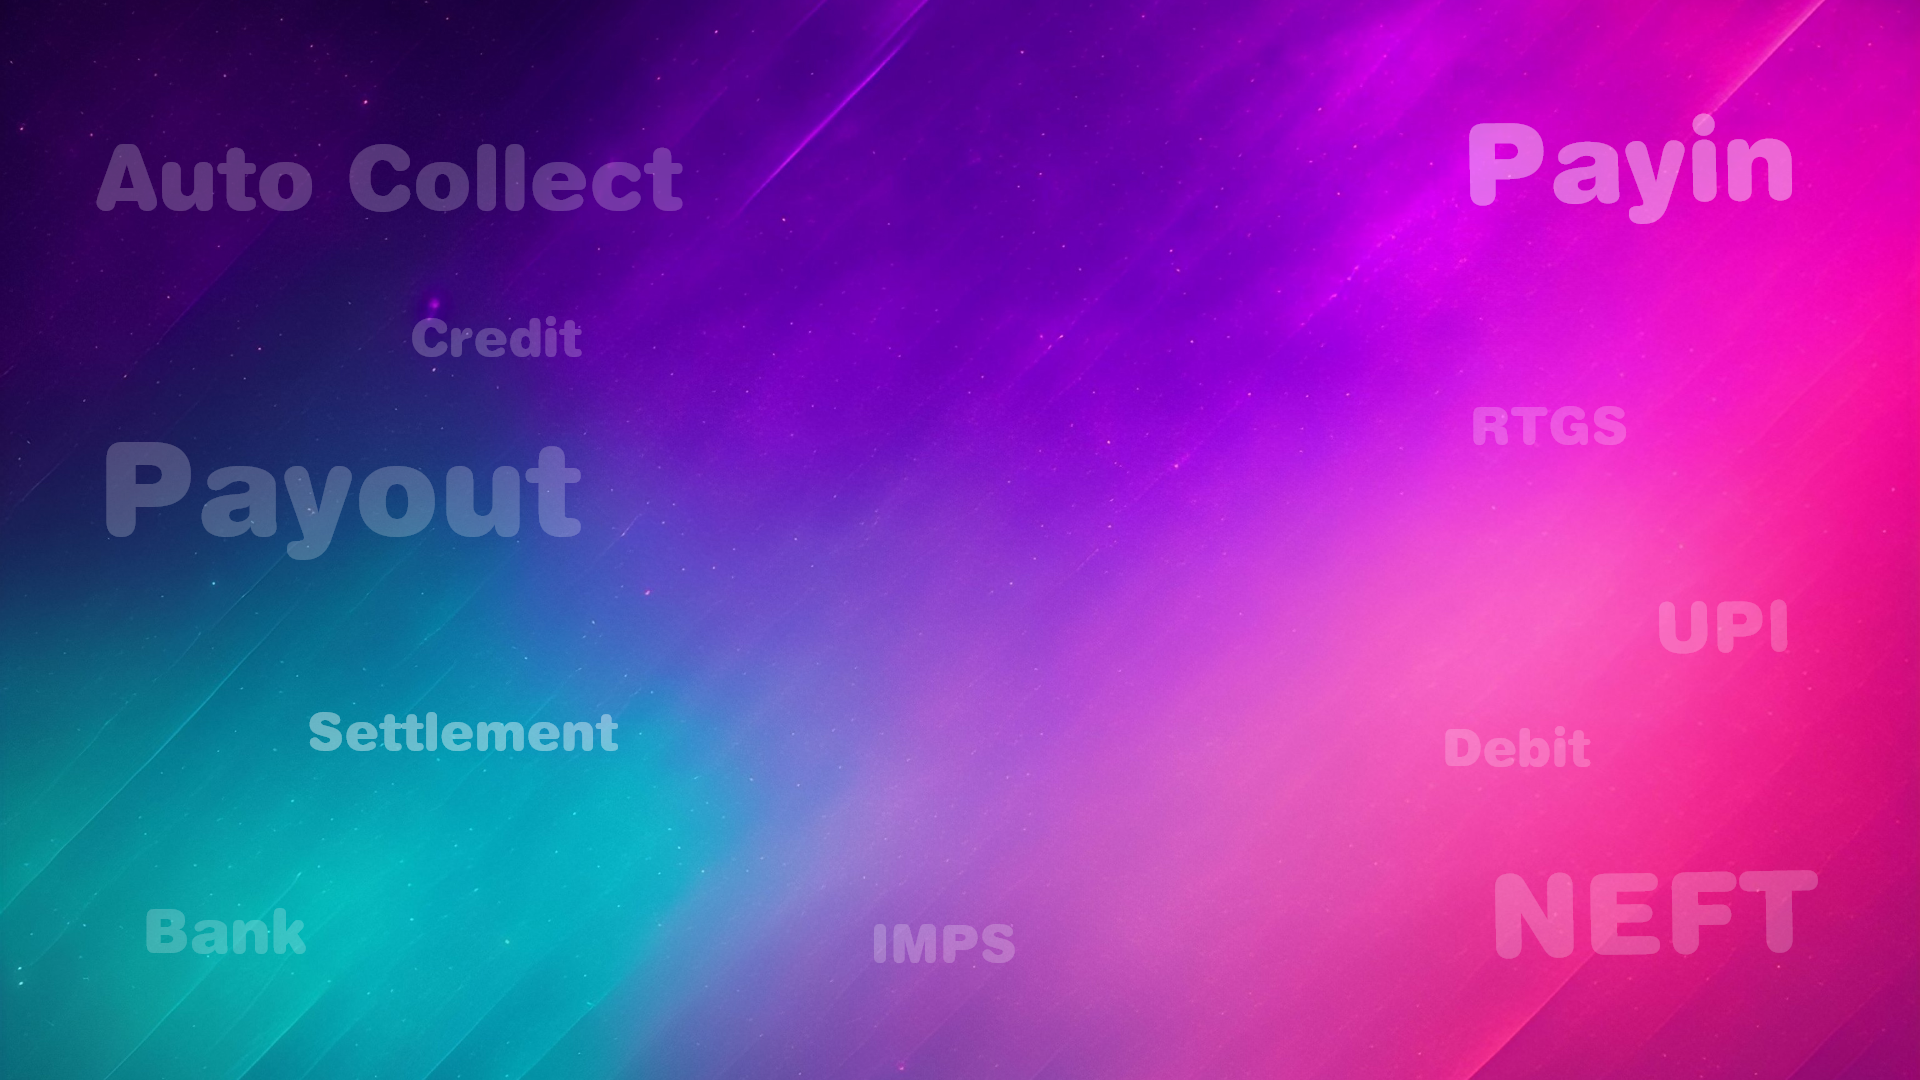 Auto Collect
Payin
Credit
RTGS
Payout
UPI
Settlement
Debit
Bank
IMPS
NEFT